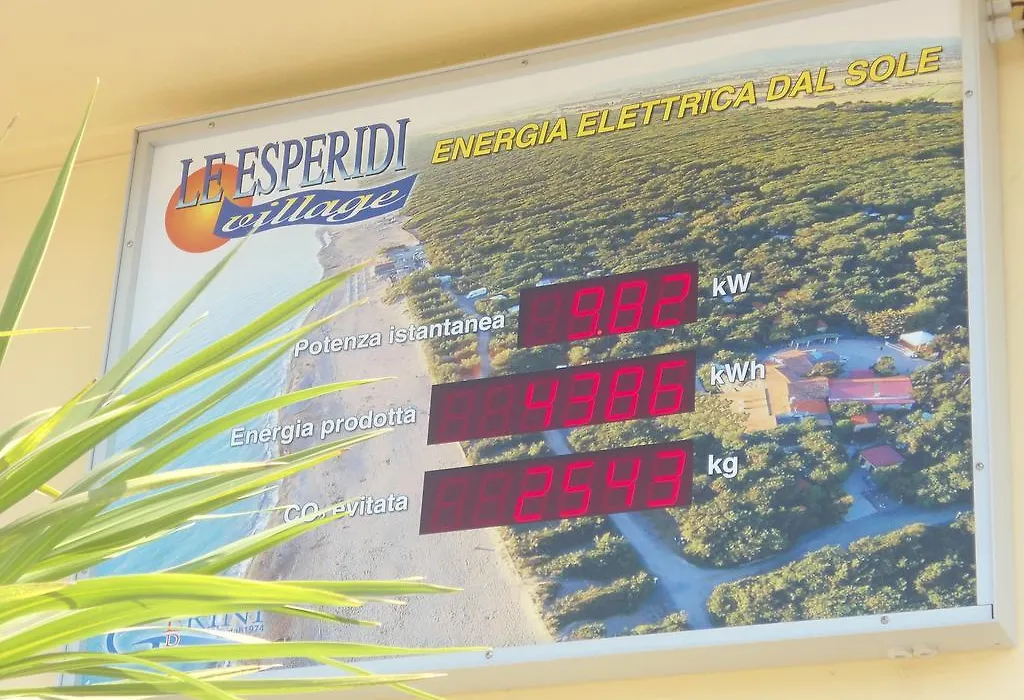 LE ESPERIDI
village
ENERGIA ELETTRICA DAL SOLE
Potenza istantanea 9.82 kW
Energia prodotta 4386 kWh
CO₂ evitata 2543 kg
1974